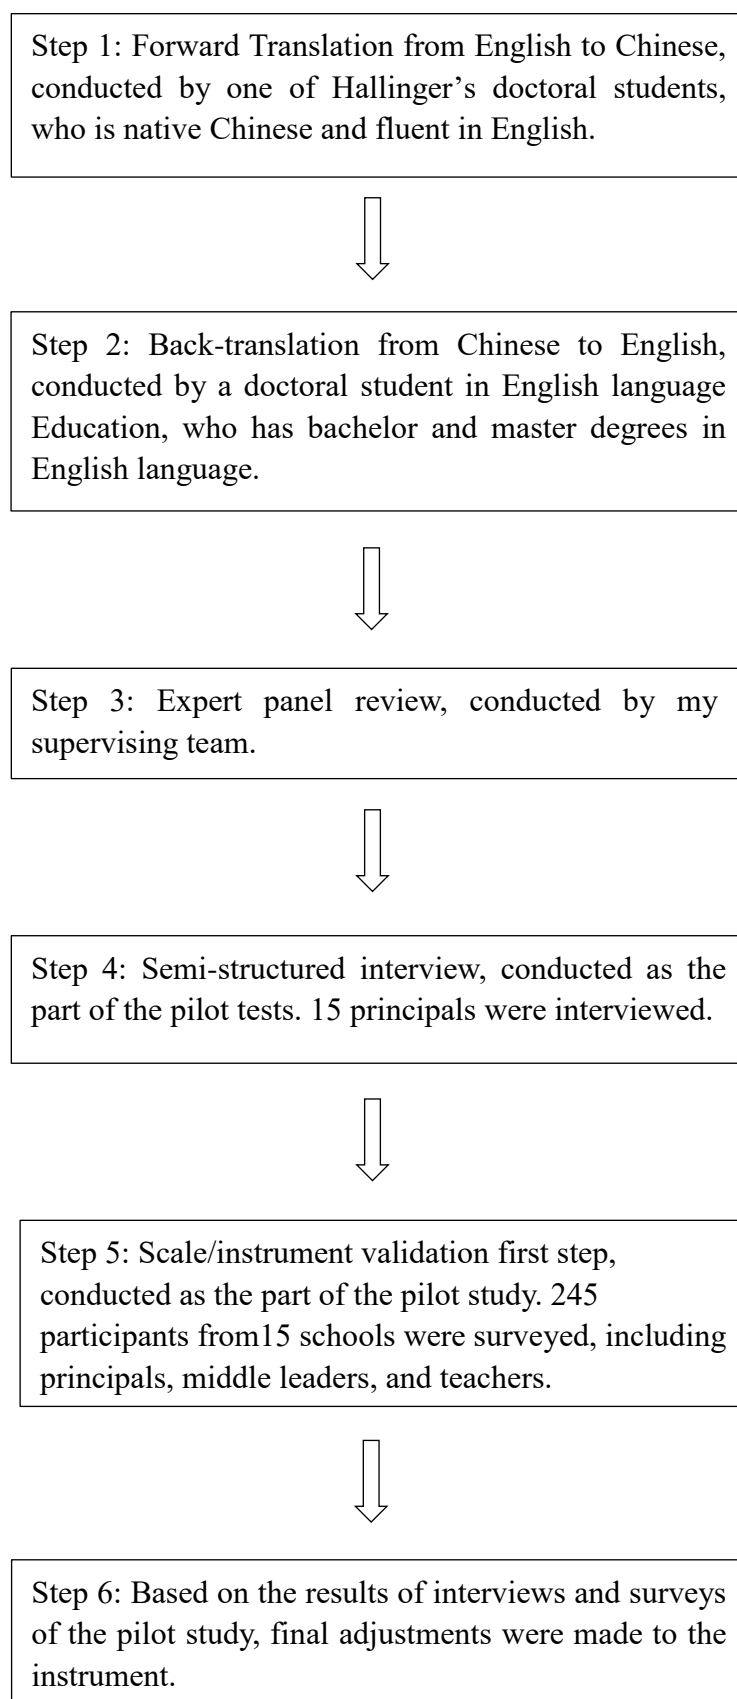 Step 1: Forward Translation from English to Chinese,
conducted by one of Hallinger’s doctoral students,
who is native Chinese and fluent in English.
Step 2: Back-translation from Chinese to English,
conducted by a doctoral student in English language
Education, who has bachelor and master degrees in
English language.
Step 3: Expert panel review, conducted by my
supervising team.
Step 4: Semi-structured interview, conducted as the
part of the pilot tests. 15 principals were interviewed.
Step 5: Scale/instrument validation first step,
conducted as the part of the pilot study. 245
participants from15 schools were surveyed, including
principals, middle leaders, and teachers.
Step 6: Based on the results of interviews and surveys
of the pilot study, final adjustments were made to the
instrument.